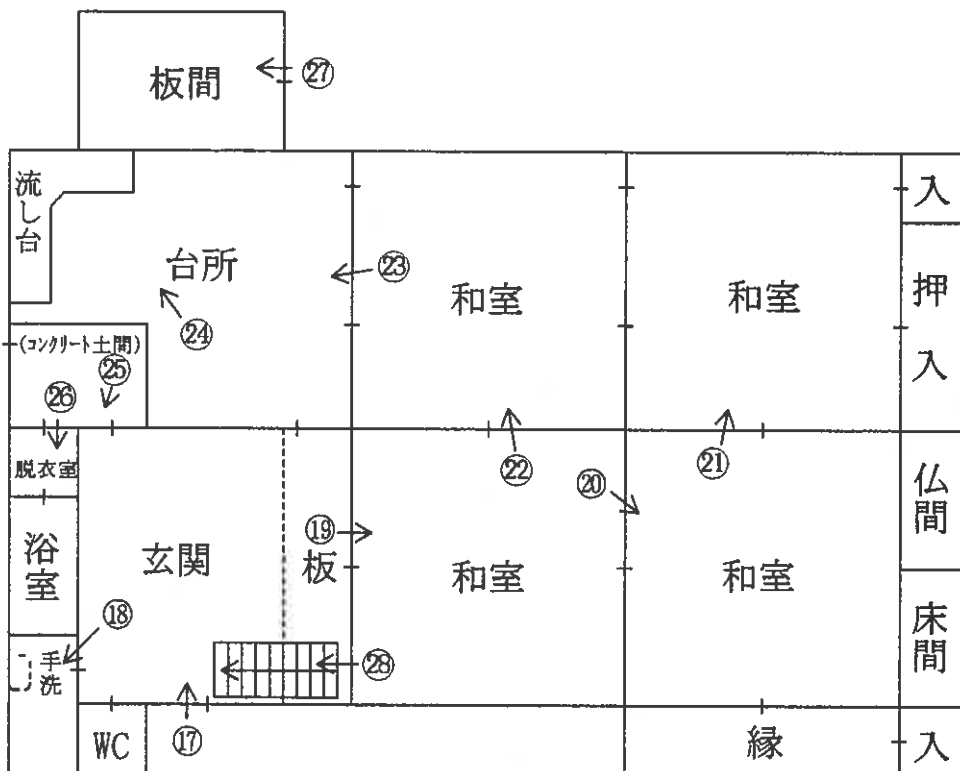 板間
㉗
流し台
台所
㉓
㉔
和室
和室
入
押入
(コンクリート土間)
㉕
㉖
脱衣室
浴室
玄関
⑲
板
㉒
⑳
㉑
和室
和室
仏間
床間
⑱
手洗
㉘
WC
⑰
縁
入